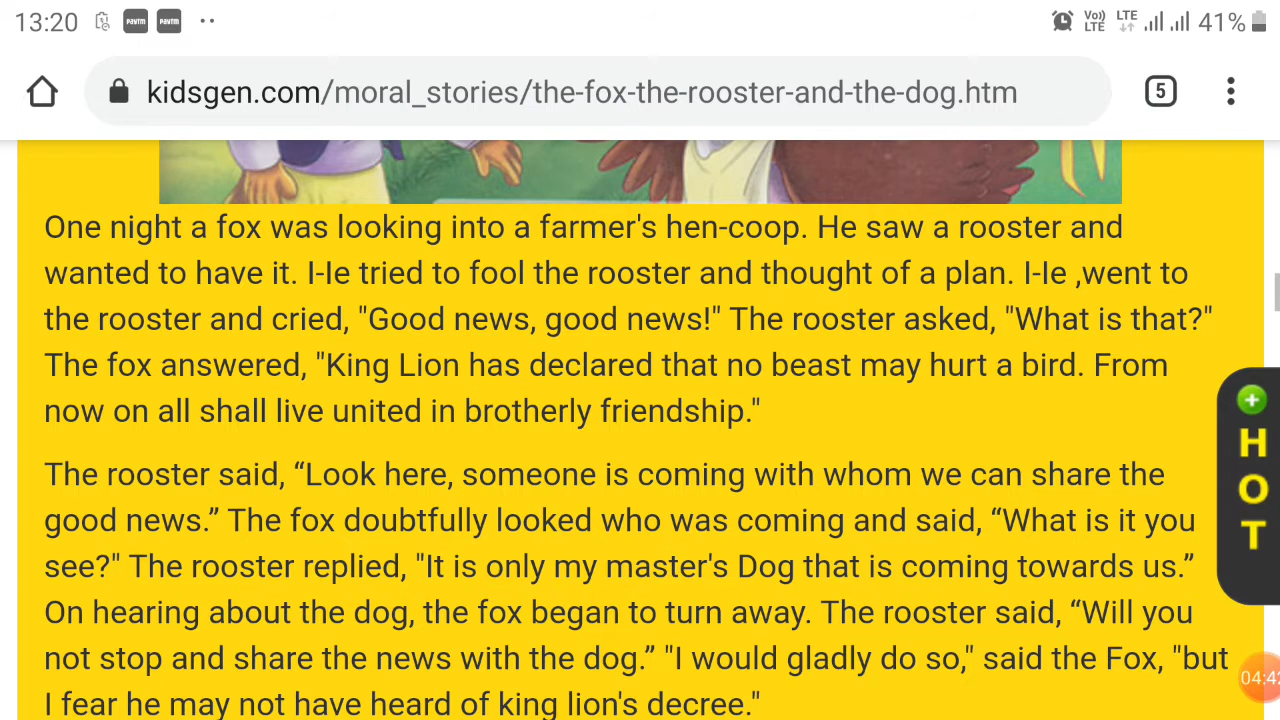 13:20 paytm paytm Vo)) LTE LTE 41%
kidsgen.com/moral_stories/the-fox-the-rooster-and-the-dog.htm 5
One night a fox was looking into a farmer's hen-coop. He saw a rooster and
wanted to have it. I-Ie tried to fool the rooster and thought of a plan. I-Ie ,went to
the rooster and cried, "Good news, good news!" The rooster asked, "What is that?"
The fox answered, "King Lion has declared that no beast may hurt a bird. From
now on all shall live united in brotherly friendship."
The rooster said, “Look here, someone is coming with whom we can share the
good news.” The fox doubtfully looked who was coming and said, “What is it you
see?" The rooster replied, "It is only my master's Dog that is coming towards us.”
On hearing about the dog, the fox began to turn away. The rooster said, “Will you
not stop and share the news with the dog.” "I would gladly do so," said the Fox, "but
I fear he may not have heard of king lion's decree."
HOT
04:42